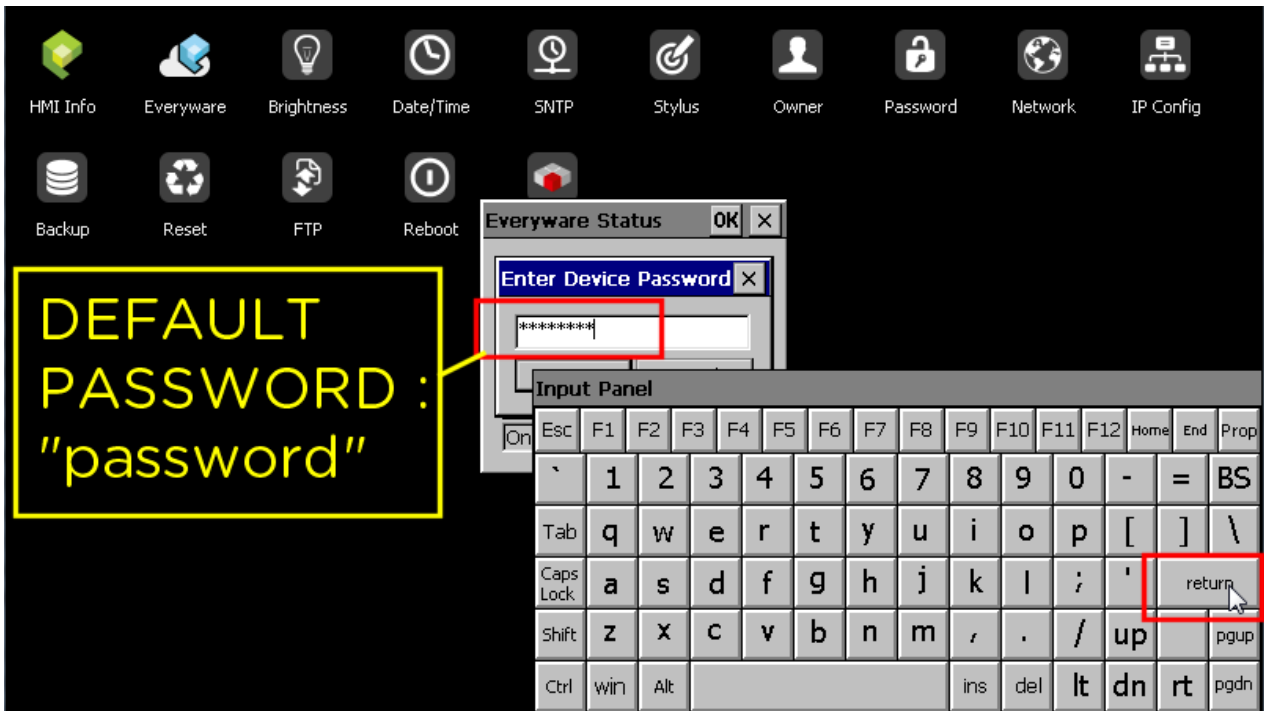 HMI Info Everyware Brightness Date/Time SNTP Stylus Owner Password Network IP Config
Backup Reset FTP Reboot
Everyware Status OK ×
Enter Device Password ×
********
DEFAULT
PASSWORD :
"password"
On
Input Panel
Esc F1 F2 F3 F4 F5 F6 F7 F8 F9 F10 F11 F12 Home End Prop
` 1 2 3 4 5 6 7 8 9 0 - = BS
Tab q w e r t y u i o p [ ] \
Caps Lock a s d f g h j k l ; ' return
Shift z x c v b n m , . / up pgup
Ctrl win Alt ins del lt dn rt pgdn